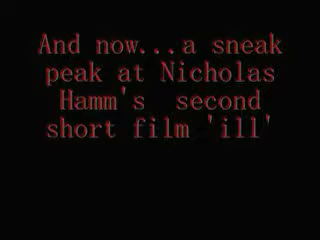 And now...a sneak
peak at Nicholas
Hamm's  second
short film 'ill'